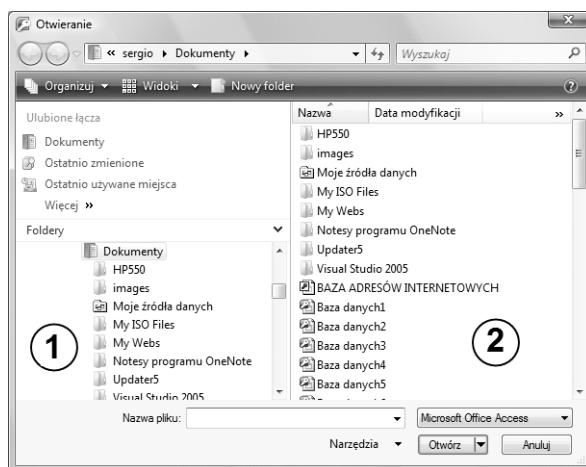 Otwieranie
« sergio Dokumenty
Wyszukaj
Organizuj Widoki Nowy folder
Ulubione łącza
Dokumenty
Ostatnio zmienione
Ostatnio używane miejsca
Więcej »
Foldery
Dokumenty
HP550
images
Moje źródła danych
My ISO Files
My Webs
Notesy programu OneNote
Updater5
Visual Studio 2005
1
Nazwa Data modyfikacji »
HP550
images
Moje źródła danych
My ISO Files
My Webs
Notesy programu OneNote
Updater5
Visual Studio 2005
BAZA ADRESÓW INTERNETOWYCH
Baza danych1
Baza danych2
Baza danych3
Baza danych4
Baza danych5
2
Nazwa pliku:
Microsoft Office Access
Narzędzia Otwórz Anuluj